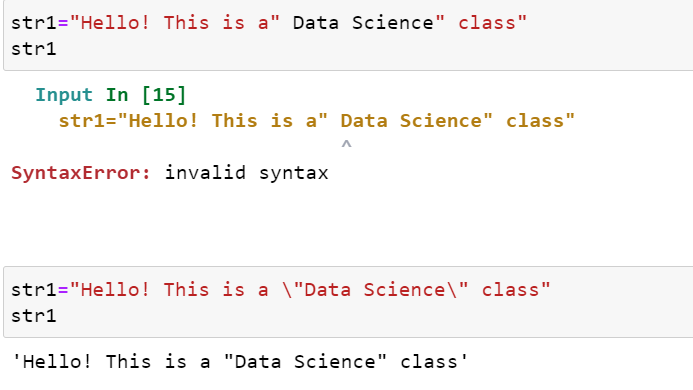 str1="Hello! This is a" Data Science" class"
str1
Input In [15]
str1="Hello! This is a" Data Science" class"
^
SyntaxError: invalid syntax
str1="Hello! This is a \"Data Science\" class"
str1
'Hello! This is a "Data Science" class'